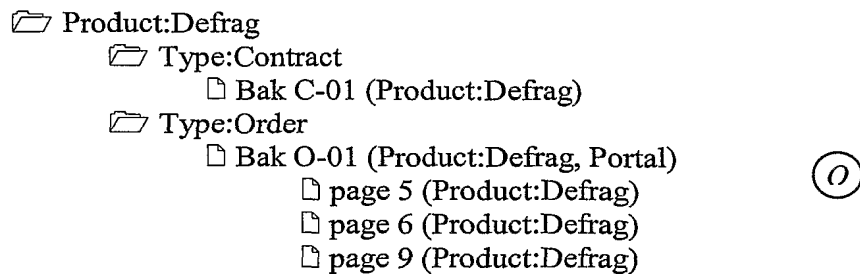 Product:Defrag
Type:Contract
Bak C-01 (Product:Defrag)
Type:Order
Bak O-01 (Product:Defrag, Portal)
page 5 (Product:Defrag)
page 6 (Product:Defrag)
page 9 (Product:Defrag)
O